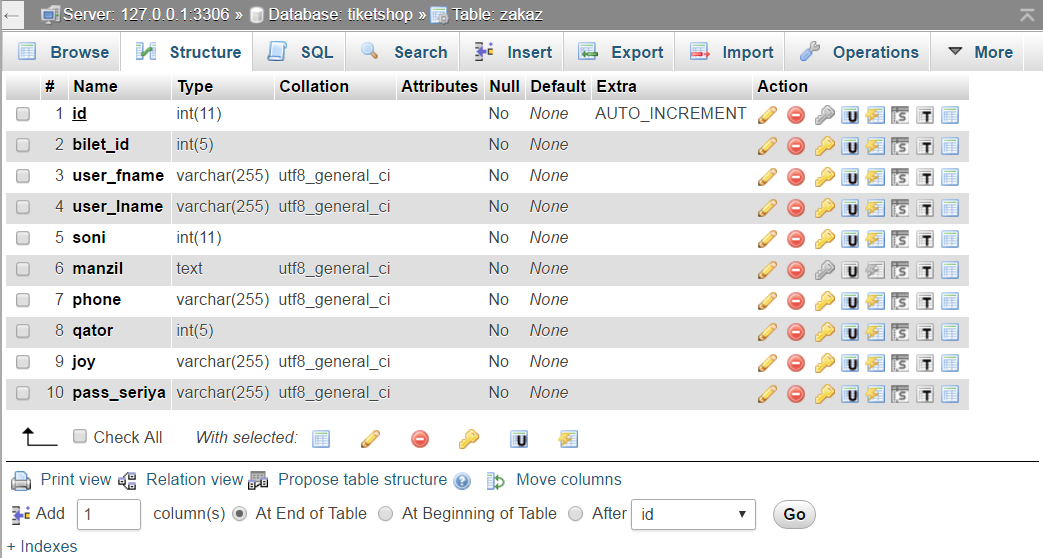 Server: 127.0.0.1:3306 » Database: tiketshop » Table: zakaz
Browse Structure SQL Search Insert Export Import Operations More
# Name Type Collation Attributes Null Default Extra Action
1 id int(11) No None AUTO_INCREMENT
2 bilet_id int(5) No None
3 user_fname varchar(255) utf8_general_ci No None
4 user_lname varchar(255) utf8_general_ci No None
5 soni int(11) No None
6 manzil text utf8_general_ci No None
7 phone varchar(255) utf8_general_ci No None
8 qator int(5) No None
9 joy varchar(255) utf8_general_ci No None
10 pass_seriya varchar(255) utf8_general_ci No None
Check All With selected:
Print view Relation view Propose table structure Move columns
Add 1 column(s) At End of Table At Beginning of Table After id Go
+ Indexes